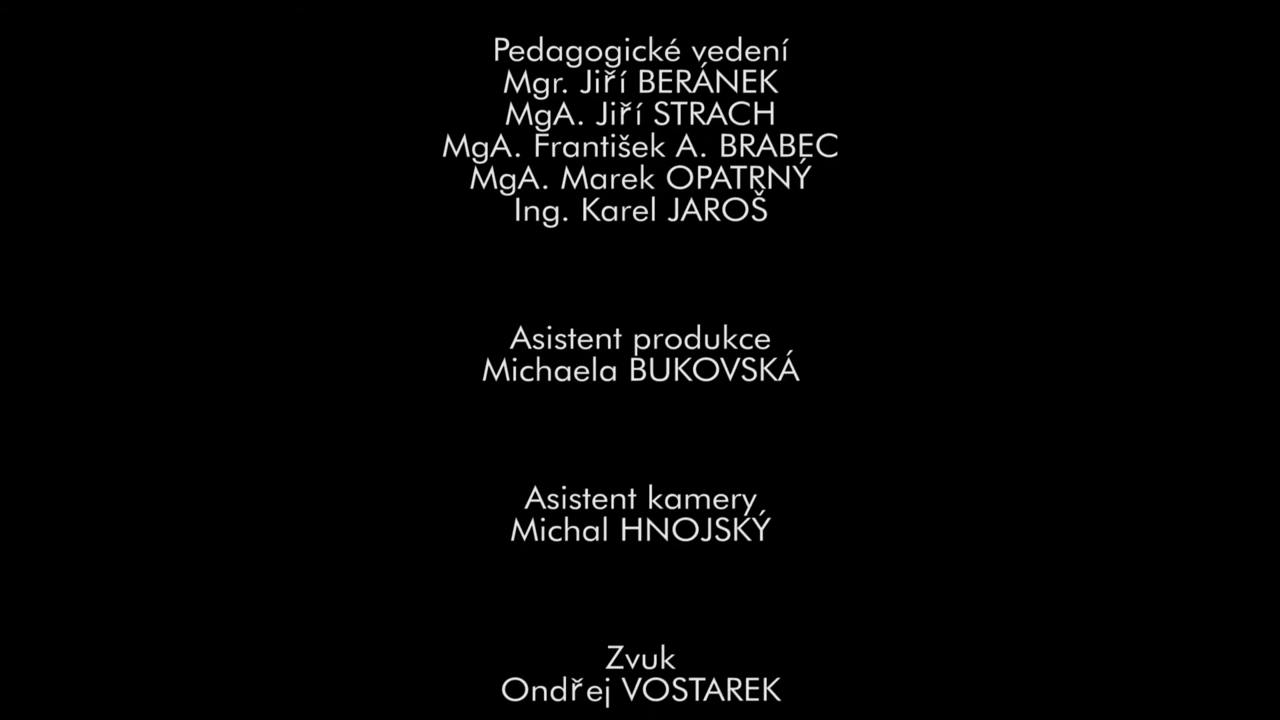 Pedagogické vedení
Mgr. Jiří BERÁNEK
MgA. Jiří STRACH
MgA. František A. BRABEC
MgA. Marek OPATRNÝ
Ing. Karel JAROŠ
Asistent produkce
Michaela BUKOVSKÁ
Asistent kamery
Michal HNOJSKÝ
Zvuk
Ondřej VOSTAREK